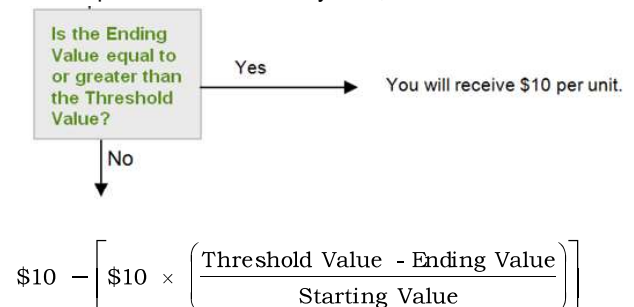 Is the Ending
Value equal to
or greater than
the Threshold
Value?
Yes
You will receive $10 per unit.
No
$10 − [ $10 × ( Threshold Value - Ending Value
Starting Value ) ]